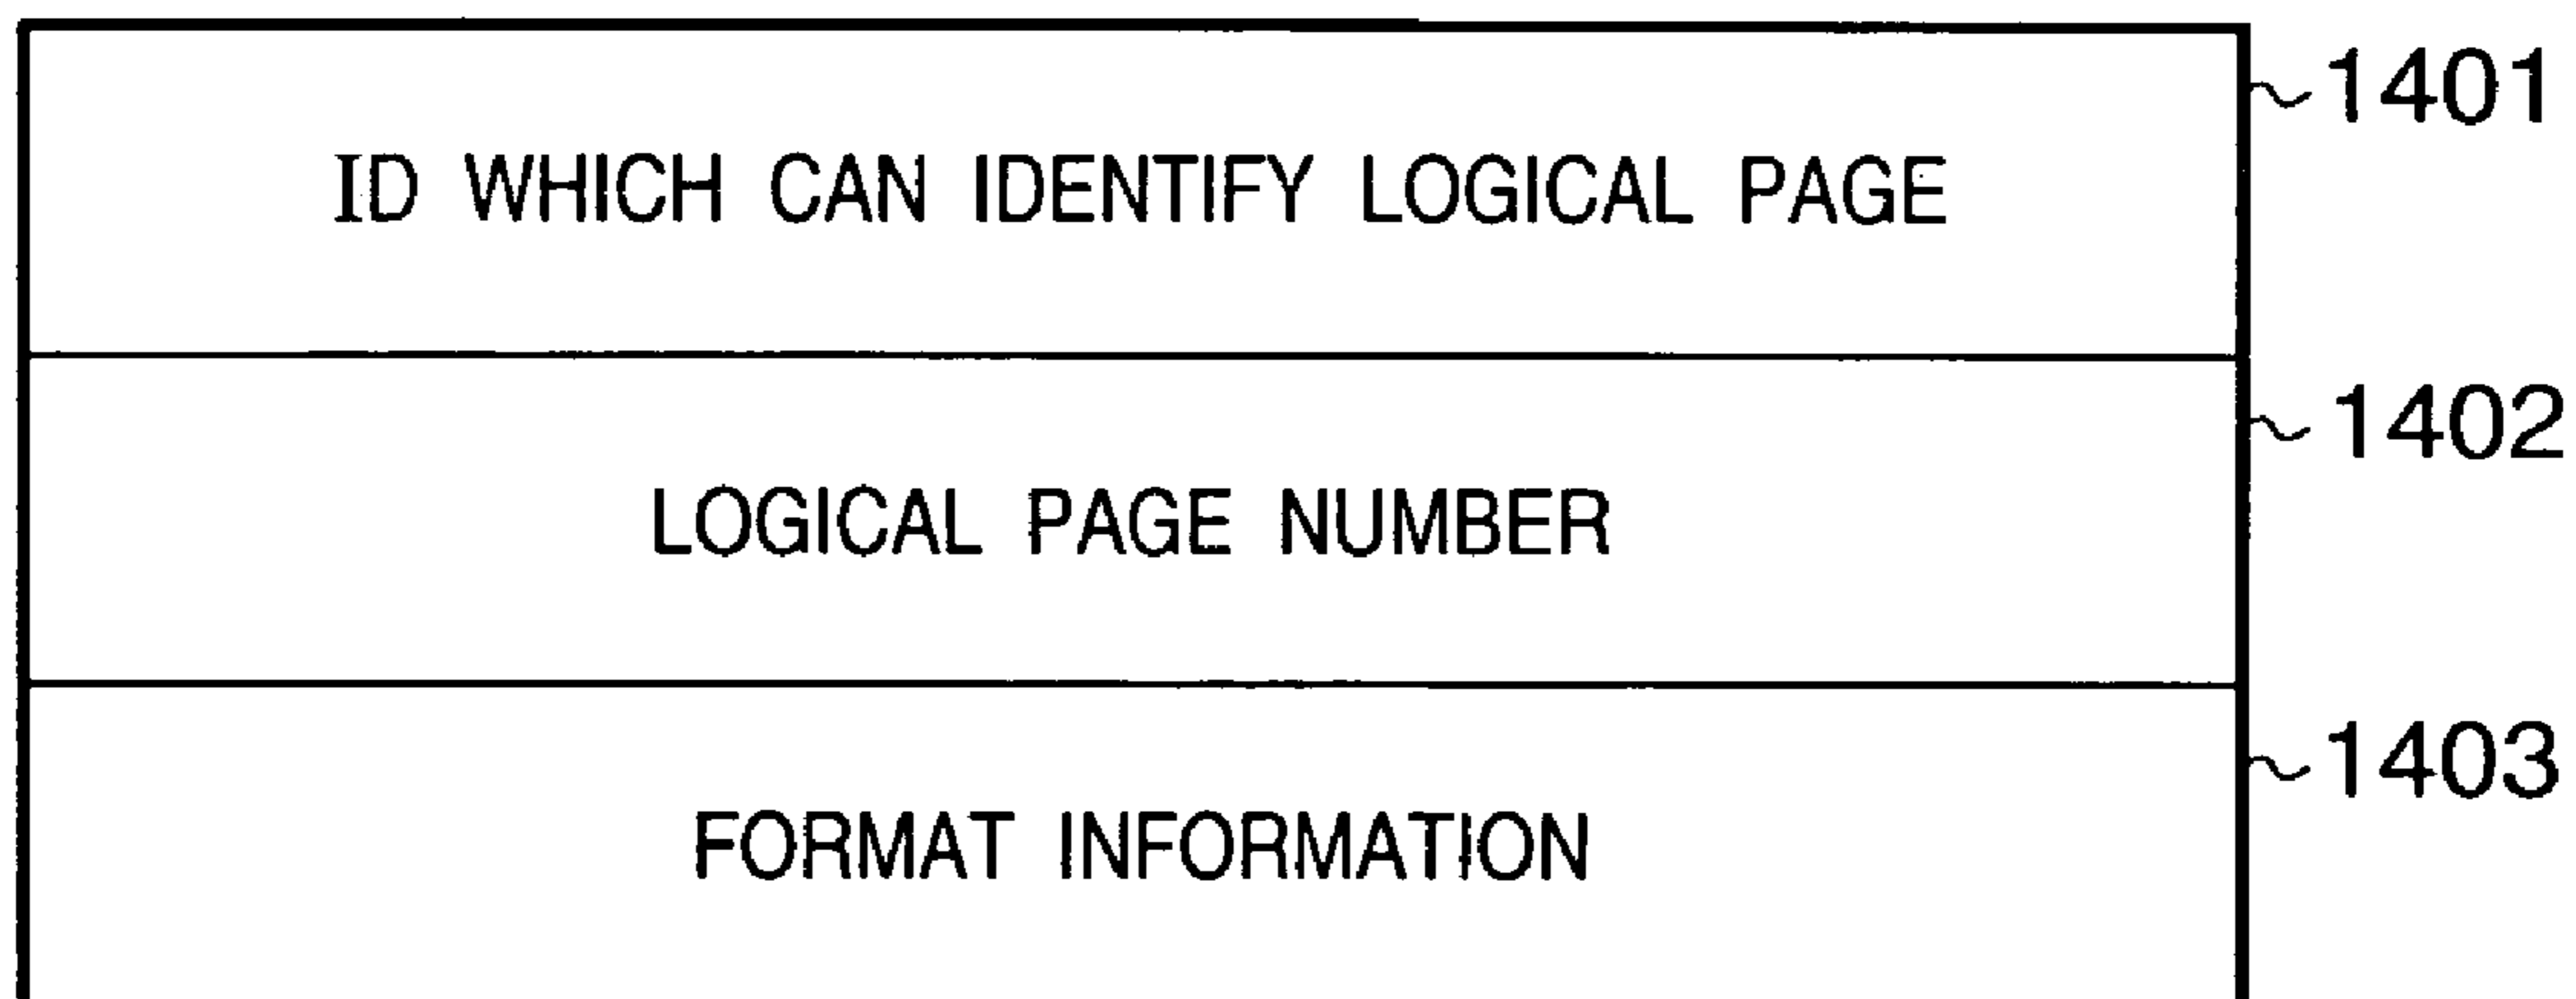 1401
ID WHICH CAN IDENTIFY LOGICAL PAGE
1402
LOGICAL PAGE NUMBER
1403
FORMAT INFORMATION